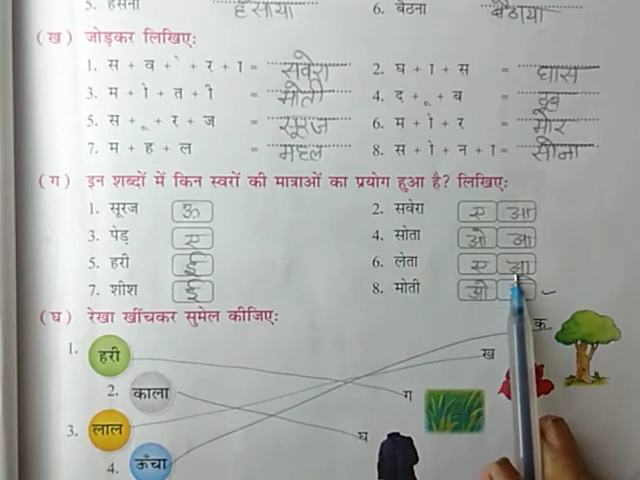 5. हँसना हँसाया 6. बैठना बैठाया
(ख) जोड़कर लिखिए:
1. स + व + े + र + ा = सवेरा 2. घ + ा + स = घास
3. म + ो + त + ी = मोती 4. द + ू + ब = दूब
5. स + ू + र + ज = सूरज 6. म + ो + र = मोर
7. म + ह + ल = महल 8. स + ो + न + ा = सोना
(ग) इन शब्दों में किन स्वरों की मात्राओं का प्रयोग हुआ है? लिखिए:
1. सूरज ऊ 2. सवेरा ए आ
3. पेड़ ए 4. सोता ओ आ
5. हरी ई 6. लेता ए आ
7. शीश ई 8. मोती ओ
(घ) रेखा खींचकर सुमेल कीजिए:
1. हरी क
2. काला ख
3. लाल ग
4. ऊँचा घ